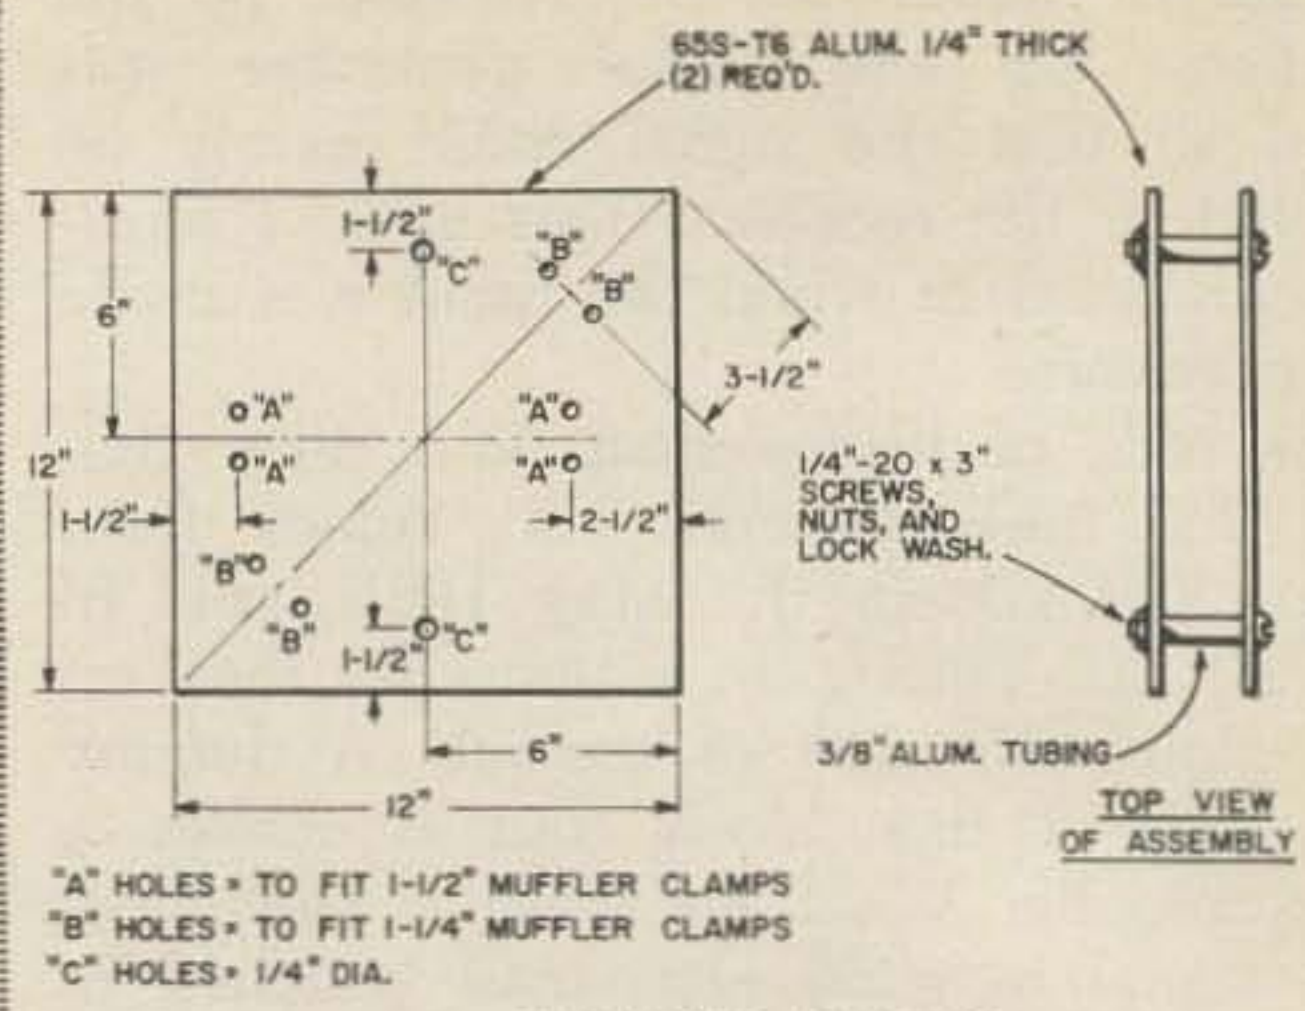 65S-T6 ALUM. 1/4" THICK
(2) REQ'D.
1-1/2"
"C"
"B"
"B"
6"
3-1/2"
"A"
"A"
12"
"A"
"A"
1/4"-20 x 3"
SCREWS,
NUTS, AND
LOCK WASH.
1-1/2"
2-1/2"
"B"
"B"
1-1/2"
"C"
6"
3/8" ALUM. TUBING
12"
TOP VIEW
OF ASSEMBLY
"A" HOLES = TO FIT 1-1/2" MUFFLER CLAMPS
"B" HOLES = TO FIT 1-1/4" MUFFLER CLAMPS
"C" HOLES = 1/4" DIA.